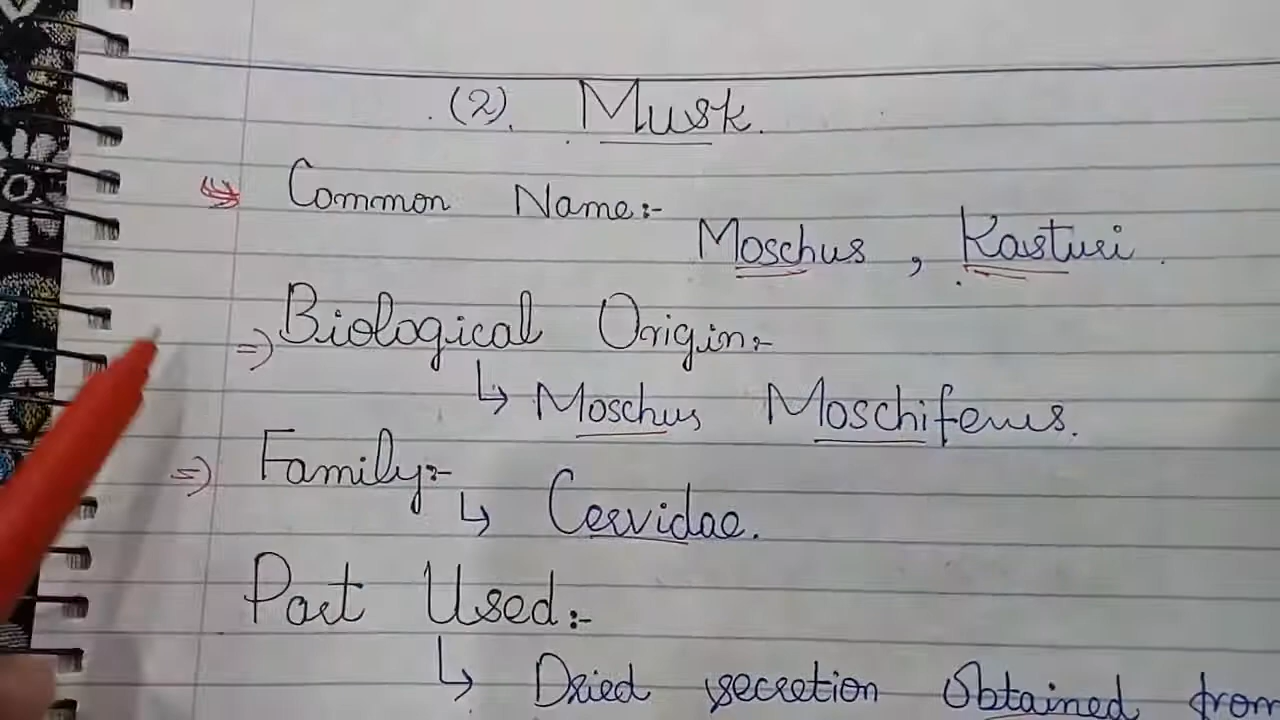 (2). Musk.
Common Name:-
Moschus, Kasturi.
Biological Origin:-
↳ Moschus Moschiferus.
=) Family:-
↳ Cervidae.
Part Used:-
↳ Dried secretion Obtained from